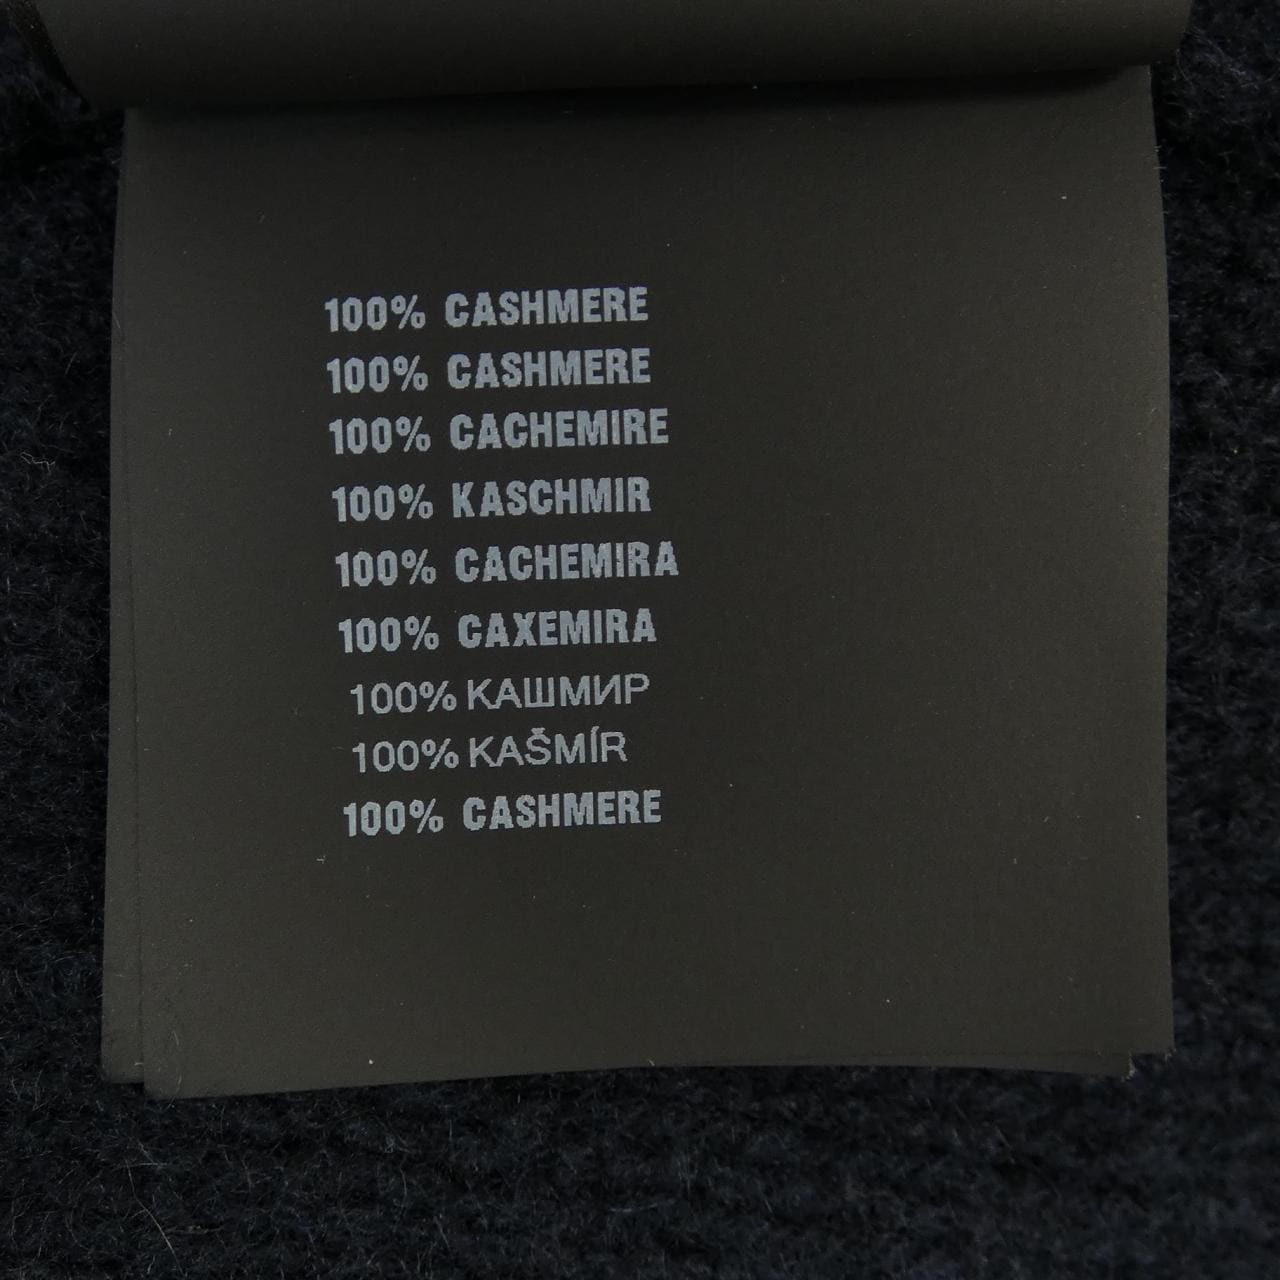 100% CASHMERE
100% CASHMERE
100% CACHEMIRE
100% KASCHMIR
100% CACHEMIRA
100% CAXEMIRA
100% КАШМИР
100% KAŠMÍR
100% CASHMERE